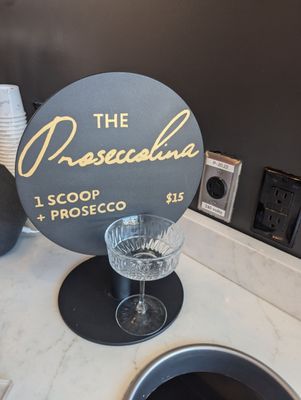 THE
Proseccolina
1 SCOOP
+ PROSECCO $15